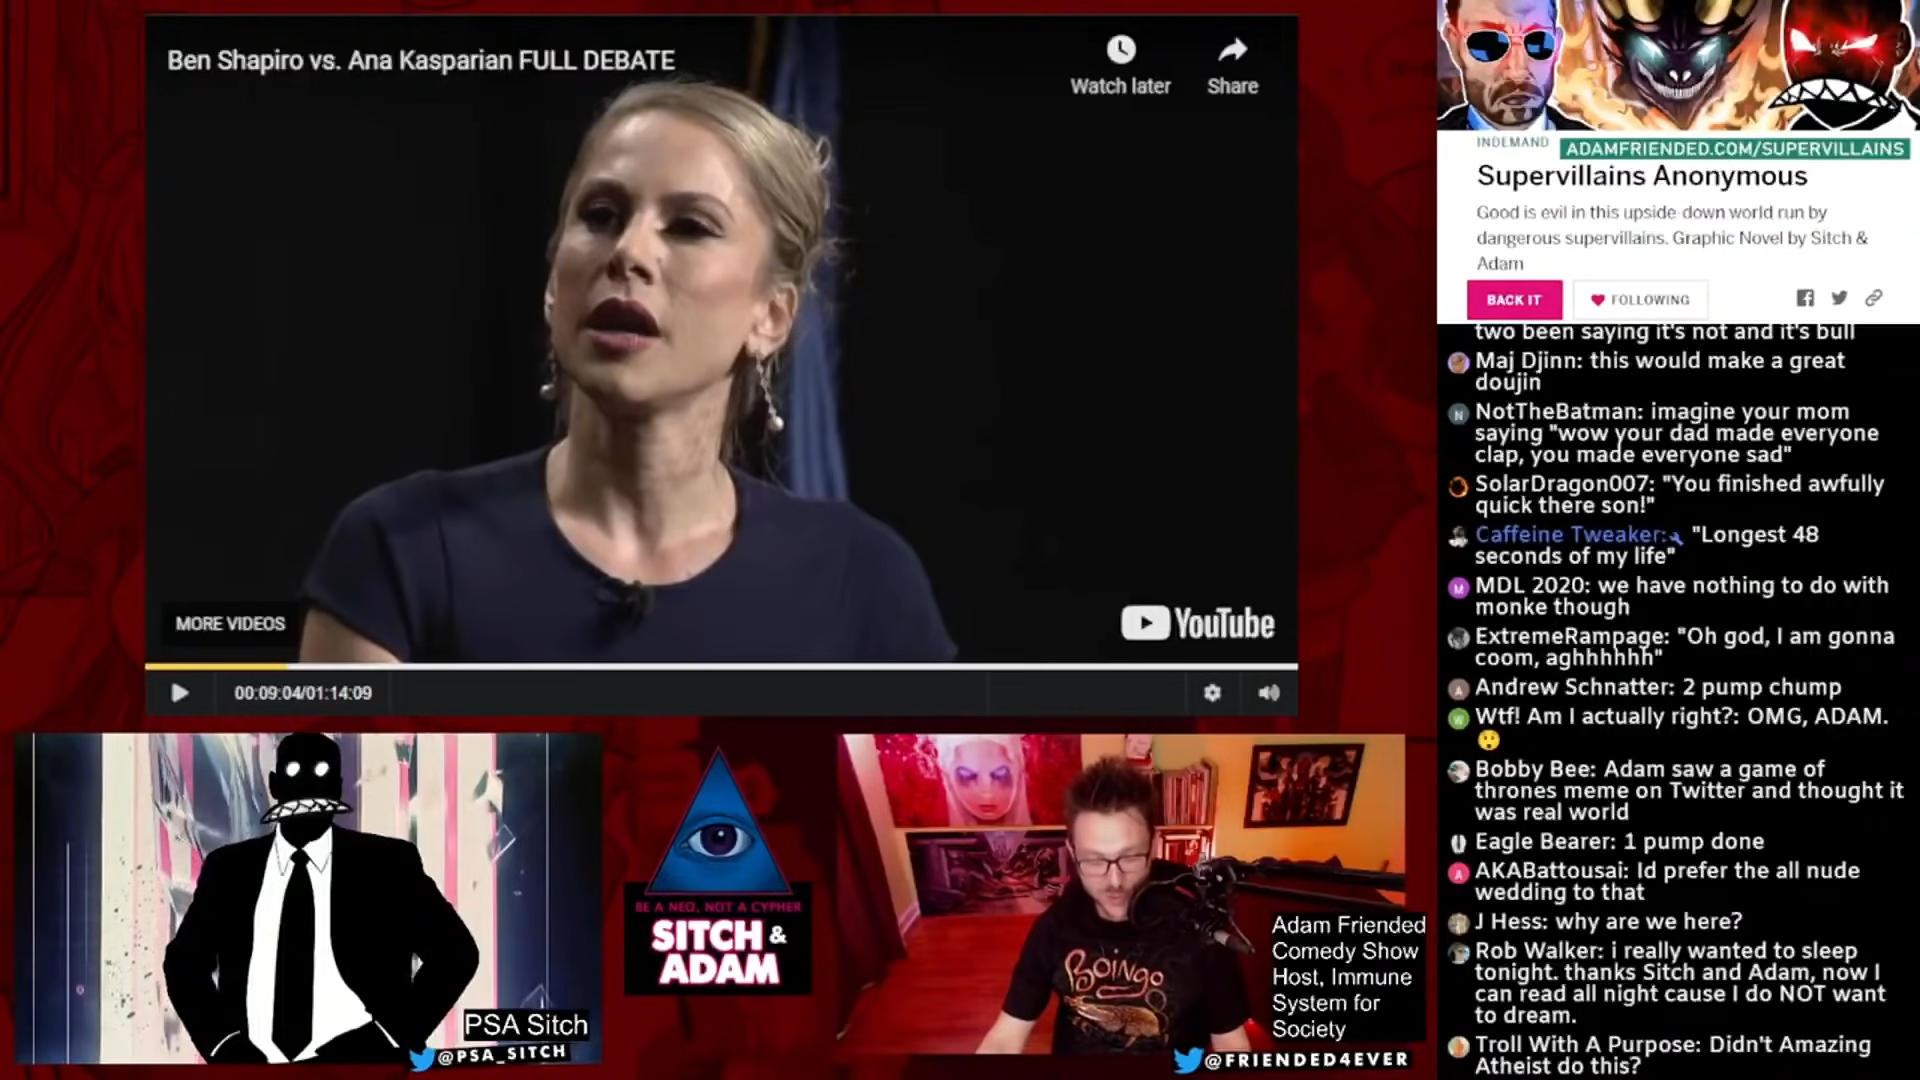 Ben Shapiro vs. Ana Kasparian FULL DEBATE
Watch later
Share
MORE VIDEOS
YouTube
00:09:04/01:14:09
INDEMAND
ADAMFRIENDED.COM/SUPERVILLAINS
Supervillains Anonymous
Good is evil in this upside-down world run by
dangerous supervillains. Graphic Novel by Sitch &
Adam
BACK IT
FOLLOWING
two been saying it's not and it's bull
Maj Djinn: this would make a great
doujin
NotTheBatman: imagine your mom
saying "wow your dad made everyone
clap, you made everyone sad"
SolarDragon007: "You finished awfully
quick there son!"
Caffeine Tweaker: "Longest 48
seconds of my life"
MDL 2020: we have nothing to do with
monke though
ExtremeRampage: "Oh god, I am gonna
coom, aghhhhhh"
Andrew Schnatter: 2 pump chump
Wtf! Am I actually right?: OMG, ADAM.
😲
Bobby Bee: Adam saw a game of
thrones meme on Twitter and thought it
was real world
Eagle Bearer: 1 pump done
AKABattousai: Id prefer the all nude
wedding to that
J Hess: why are we here?
Rob Walker: i really wanted to sleep
tonight. thanks Sitch and Adam, now I
can read all night cause I do NOT want
to dream.
Troll With A Purpose: Didn't Amazing
Atheist do this?
PSA Sitch
@PSA_SITCH
BE A NEO, NOT A CYPHER
SITCH &
ADAM
BOINGO
Adam Friended
Comedy Show
Host, Immune
System for
Society
@FRIENDED4EVER